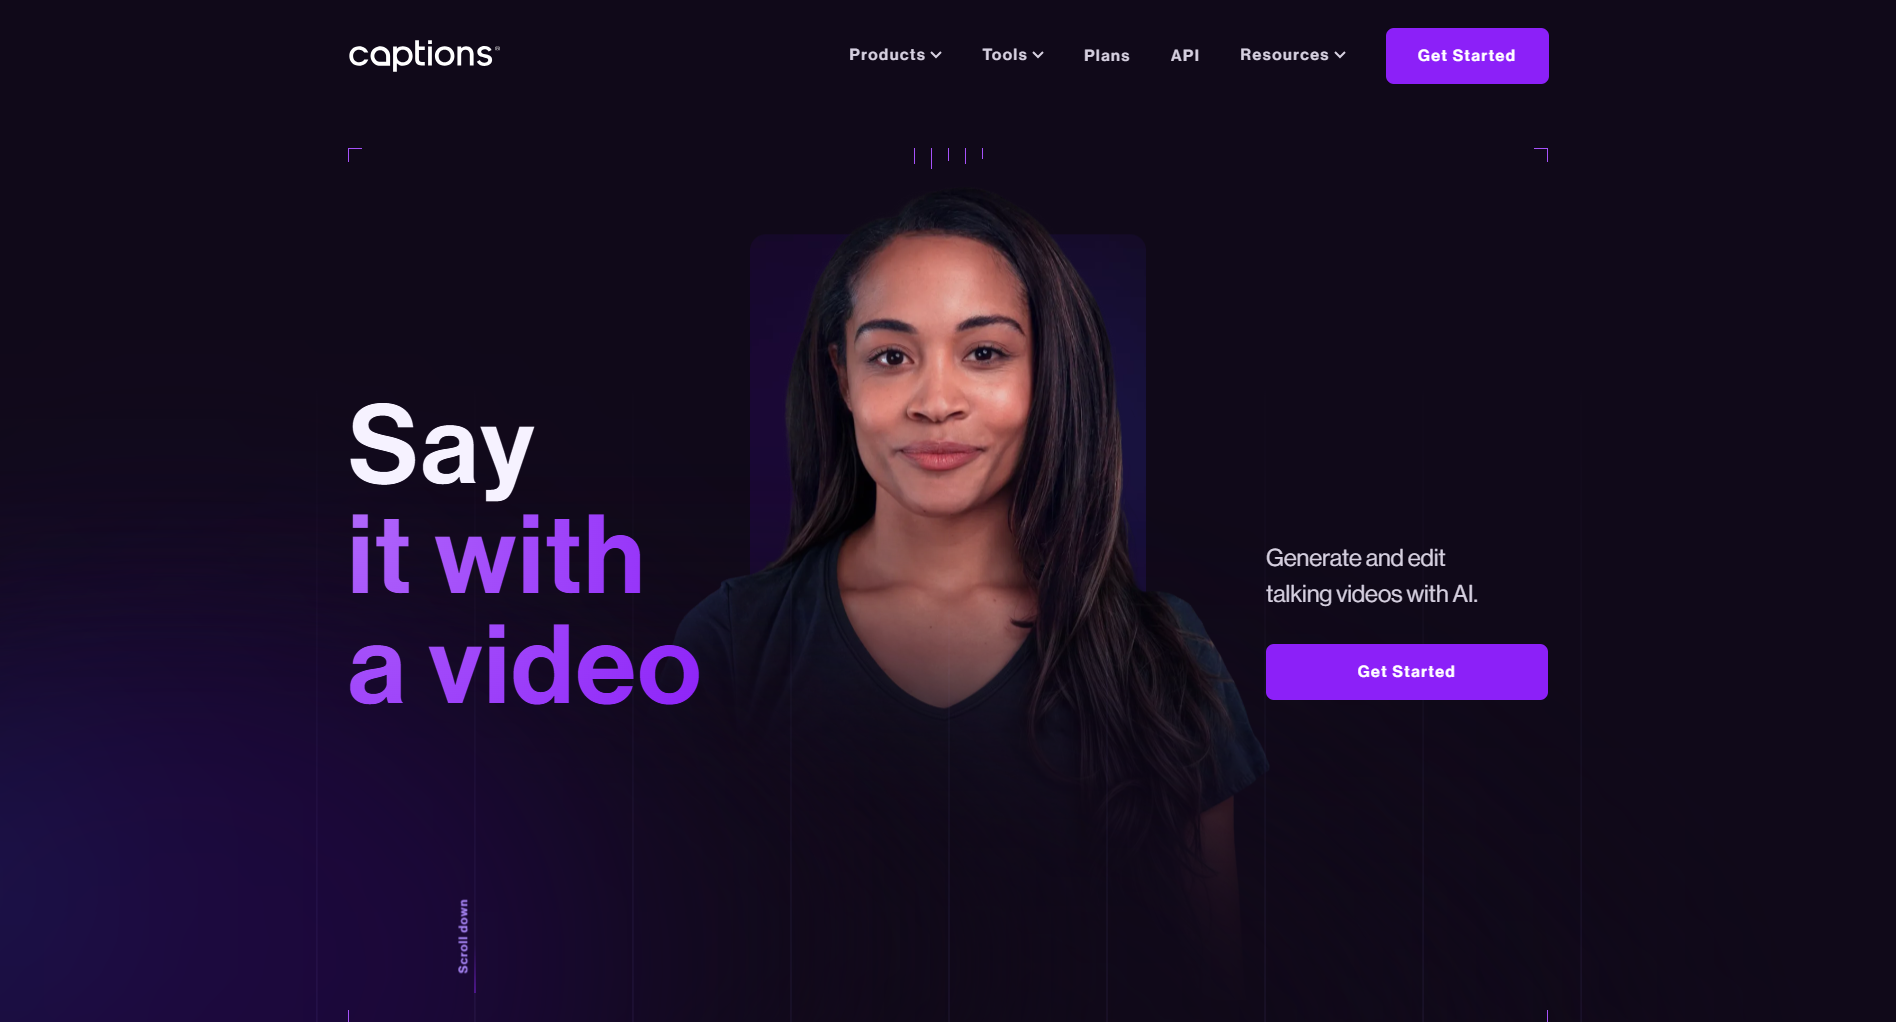 captions®
Products
Tools
Plans
API
Resources
Get Started
Say
it with
a video
Generate and edit
talking videos with AI.
Get Started
Scroll down